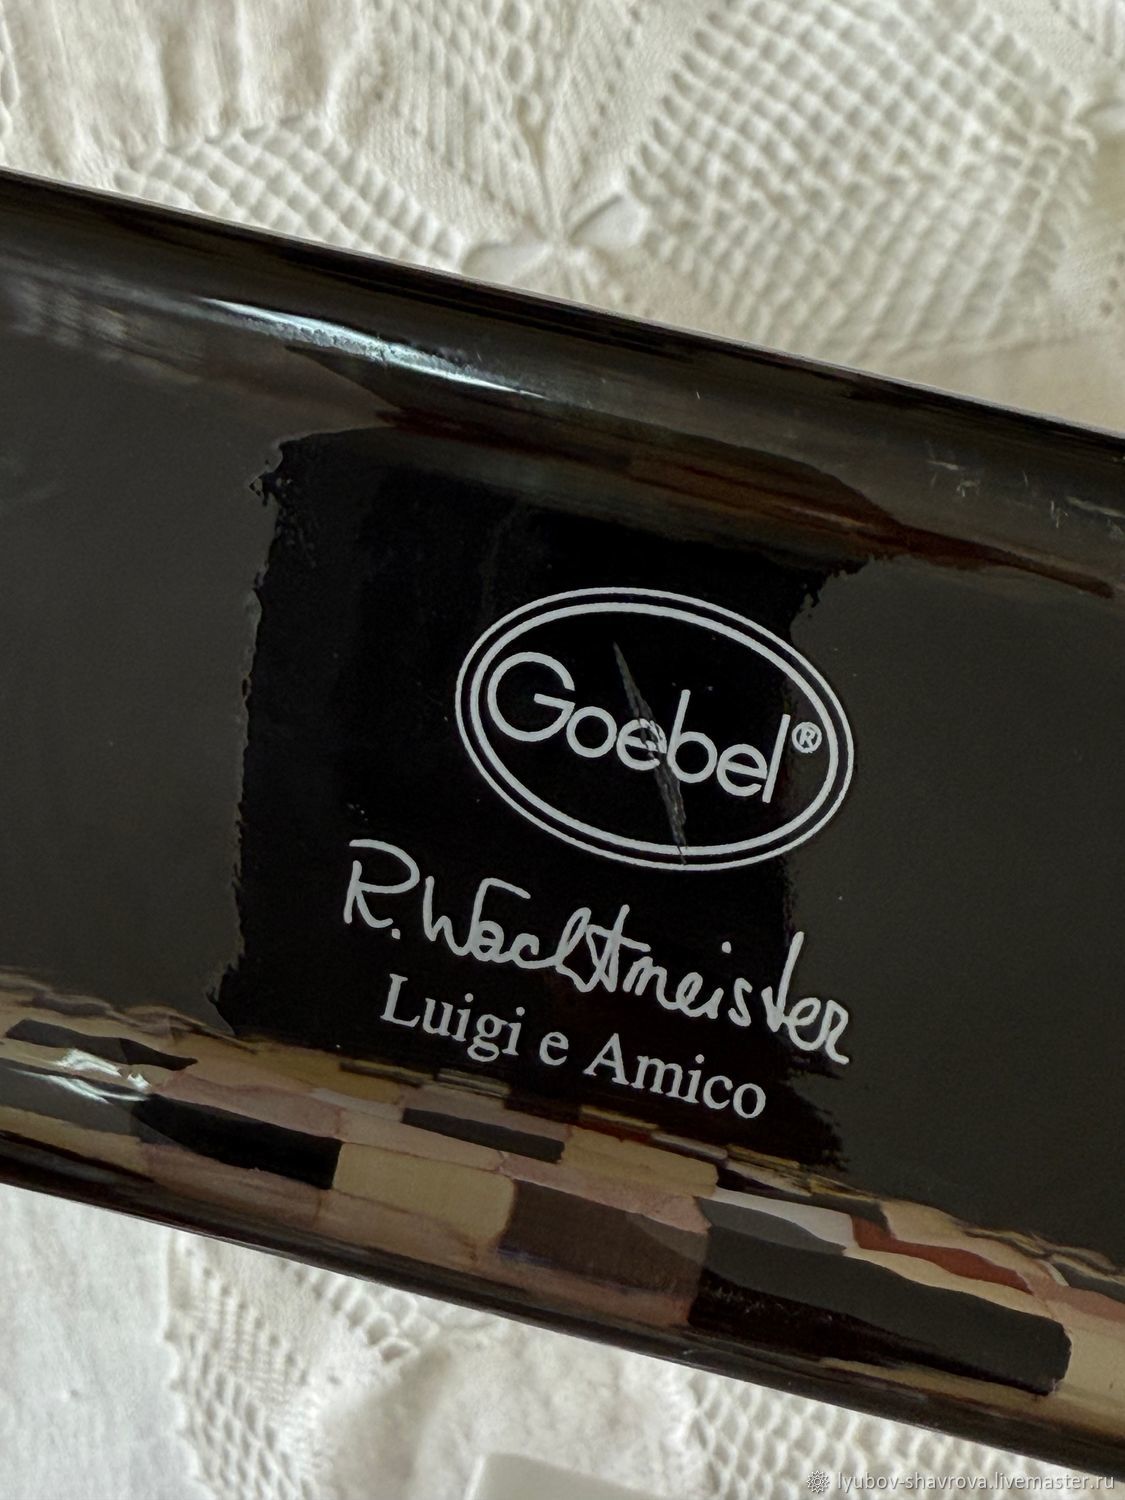 Goebel®
R. Wachtmeister
Luigi e Amico
lyubov-shavrova.livemaster.ru